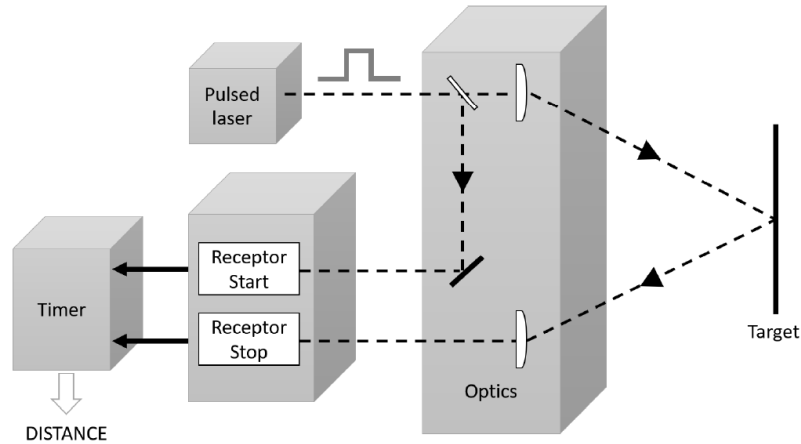 Pulsed
laser
Receptor
Start
Timer
Receptor
Stop
Target
Optics
DISTANCE